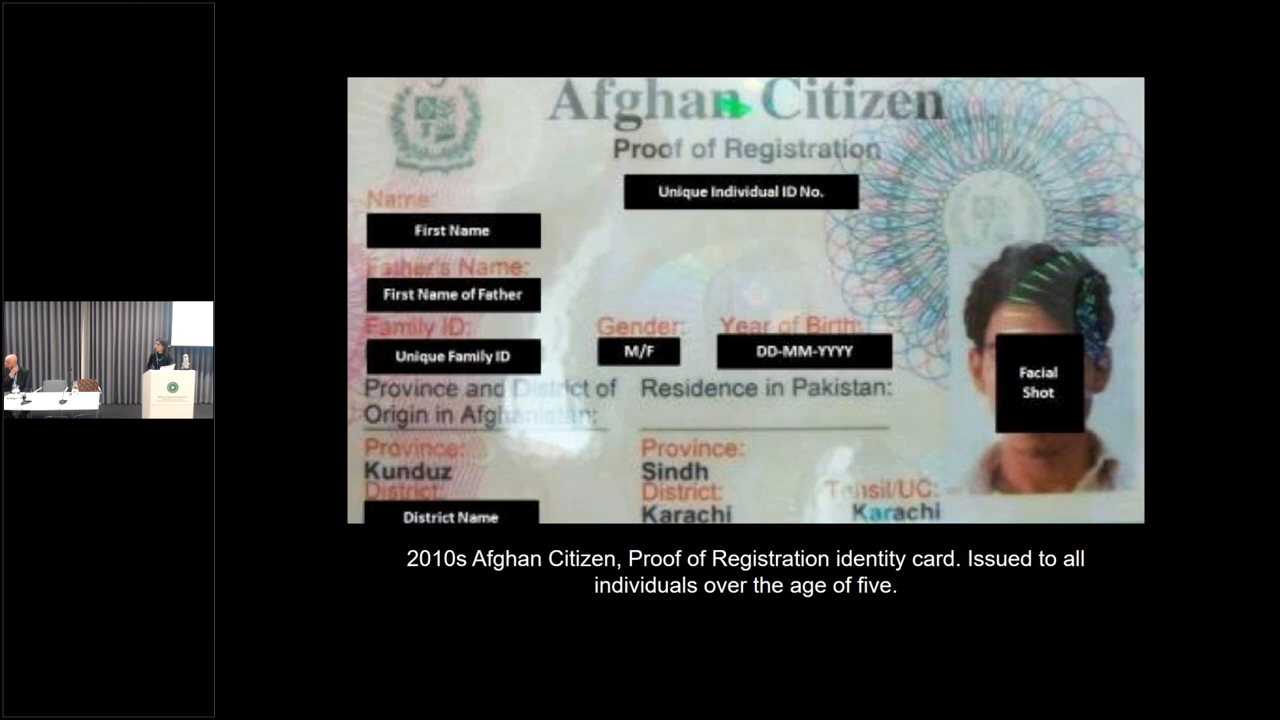 Afghan Citizen
Proof of Registration
Unique Individual ID No.
Name:
First Name
Father's Name:
First Name of Father
Family ID:
Gender:
Year of Birth:
Unique Family ID
M/F
DD-MM-YYYY
Facial
Shot
Province and District of
Origin in Afghanistan:
Residence in Pakistan:
Province:
Kunduz
District:
District Name
Province:
Sindh
District:
Karachi
Tehsil/UC:
Karachi
2010s Afghan Citizen, Proof of Registration identity card. Issued to all
individuals over the age of five.